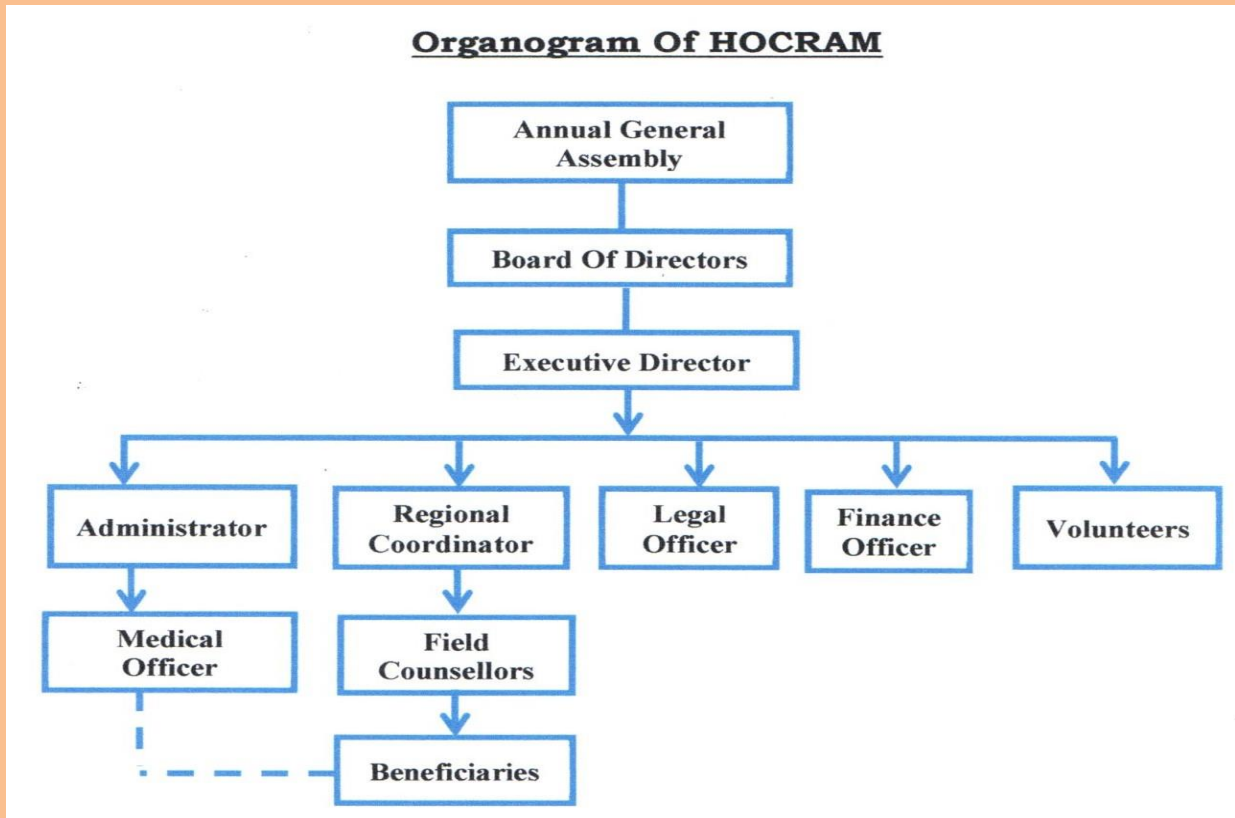 Organogram Of HOCRAM
Annual General
Assembly
Board Of Directors
Executive Director
Administrator
Regional
Coordinator
Legal
Officer
Finance
Officer
Volunteers
Medical
Officer
Field
Counsellors
Beneficiaries